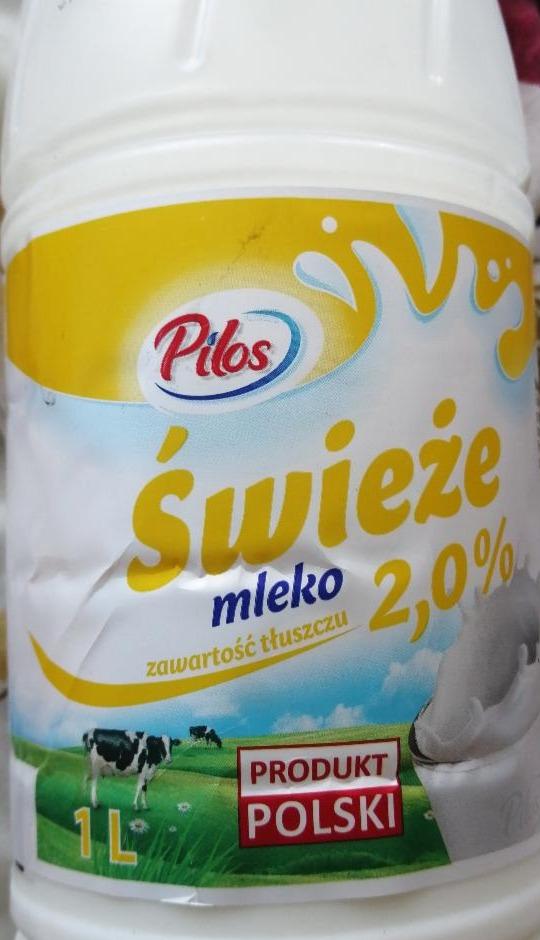 Pilos
Świeże
mleko 2,0%
zawartość tłuszczu
PRODUKT
POLSKI
1 L